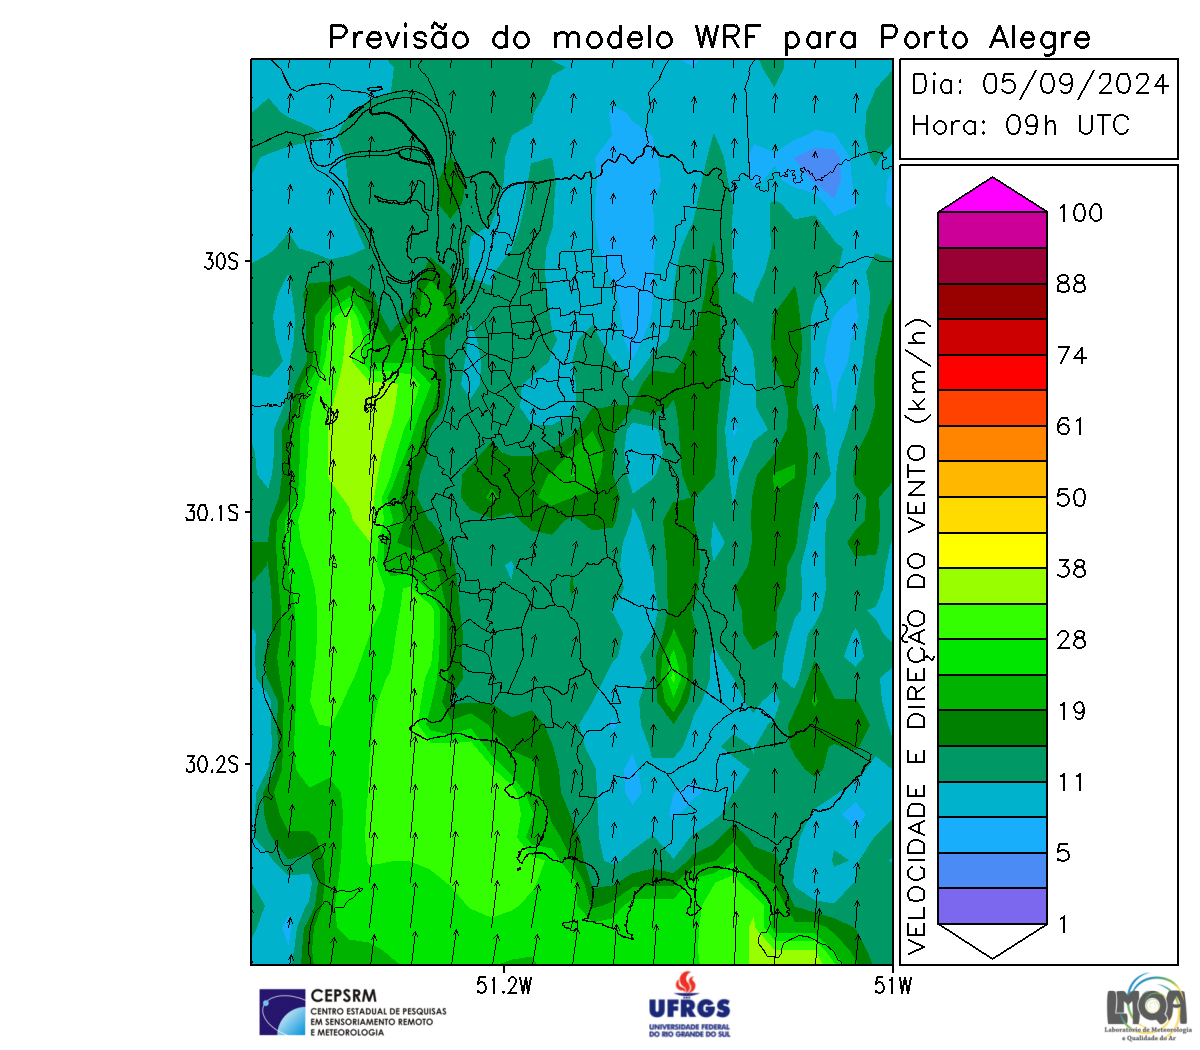 Previsão do modelo WRF para Porto Alegre
Dia: 05/09/2024
Hora: 09h UTC
VELOCIDADE E DIREÇÃO DO VENTO (km/h)
100
88
74
61
50
38
28
19
11
5
1
30S
30.1S
30.2S
51.2W
51W
CEPSRM
CENTRO ESTADUAL DE PESQUISAS
EM SENSORIAMENTO REMOTO
E METEOROLOGIA
UFRGS
UNIVERSIDADE FEDERAL
DO RIO GRANDE DO SUL
LMQA
Laboratório de Meteorologia
e Qualidade do Ar